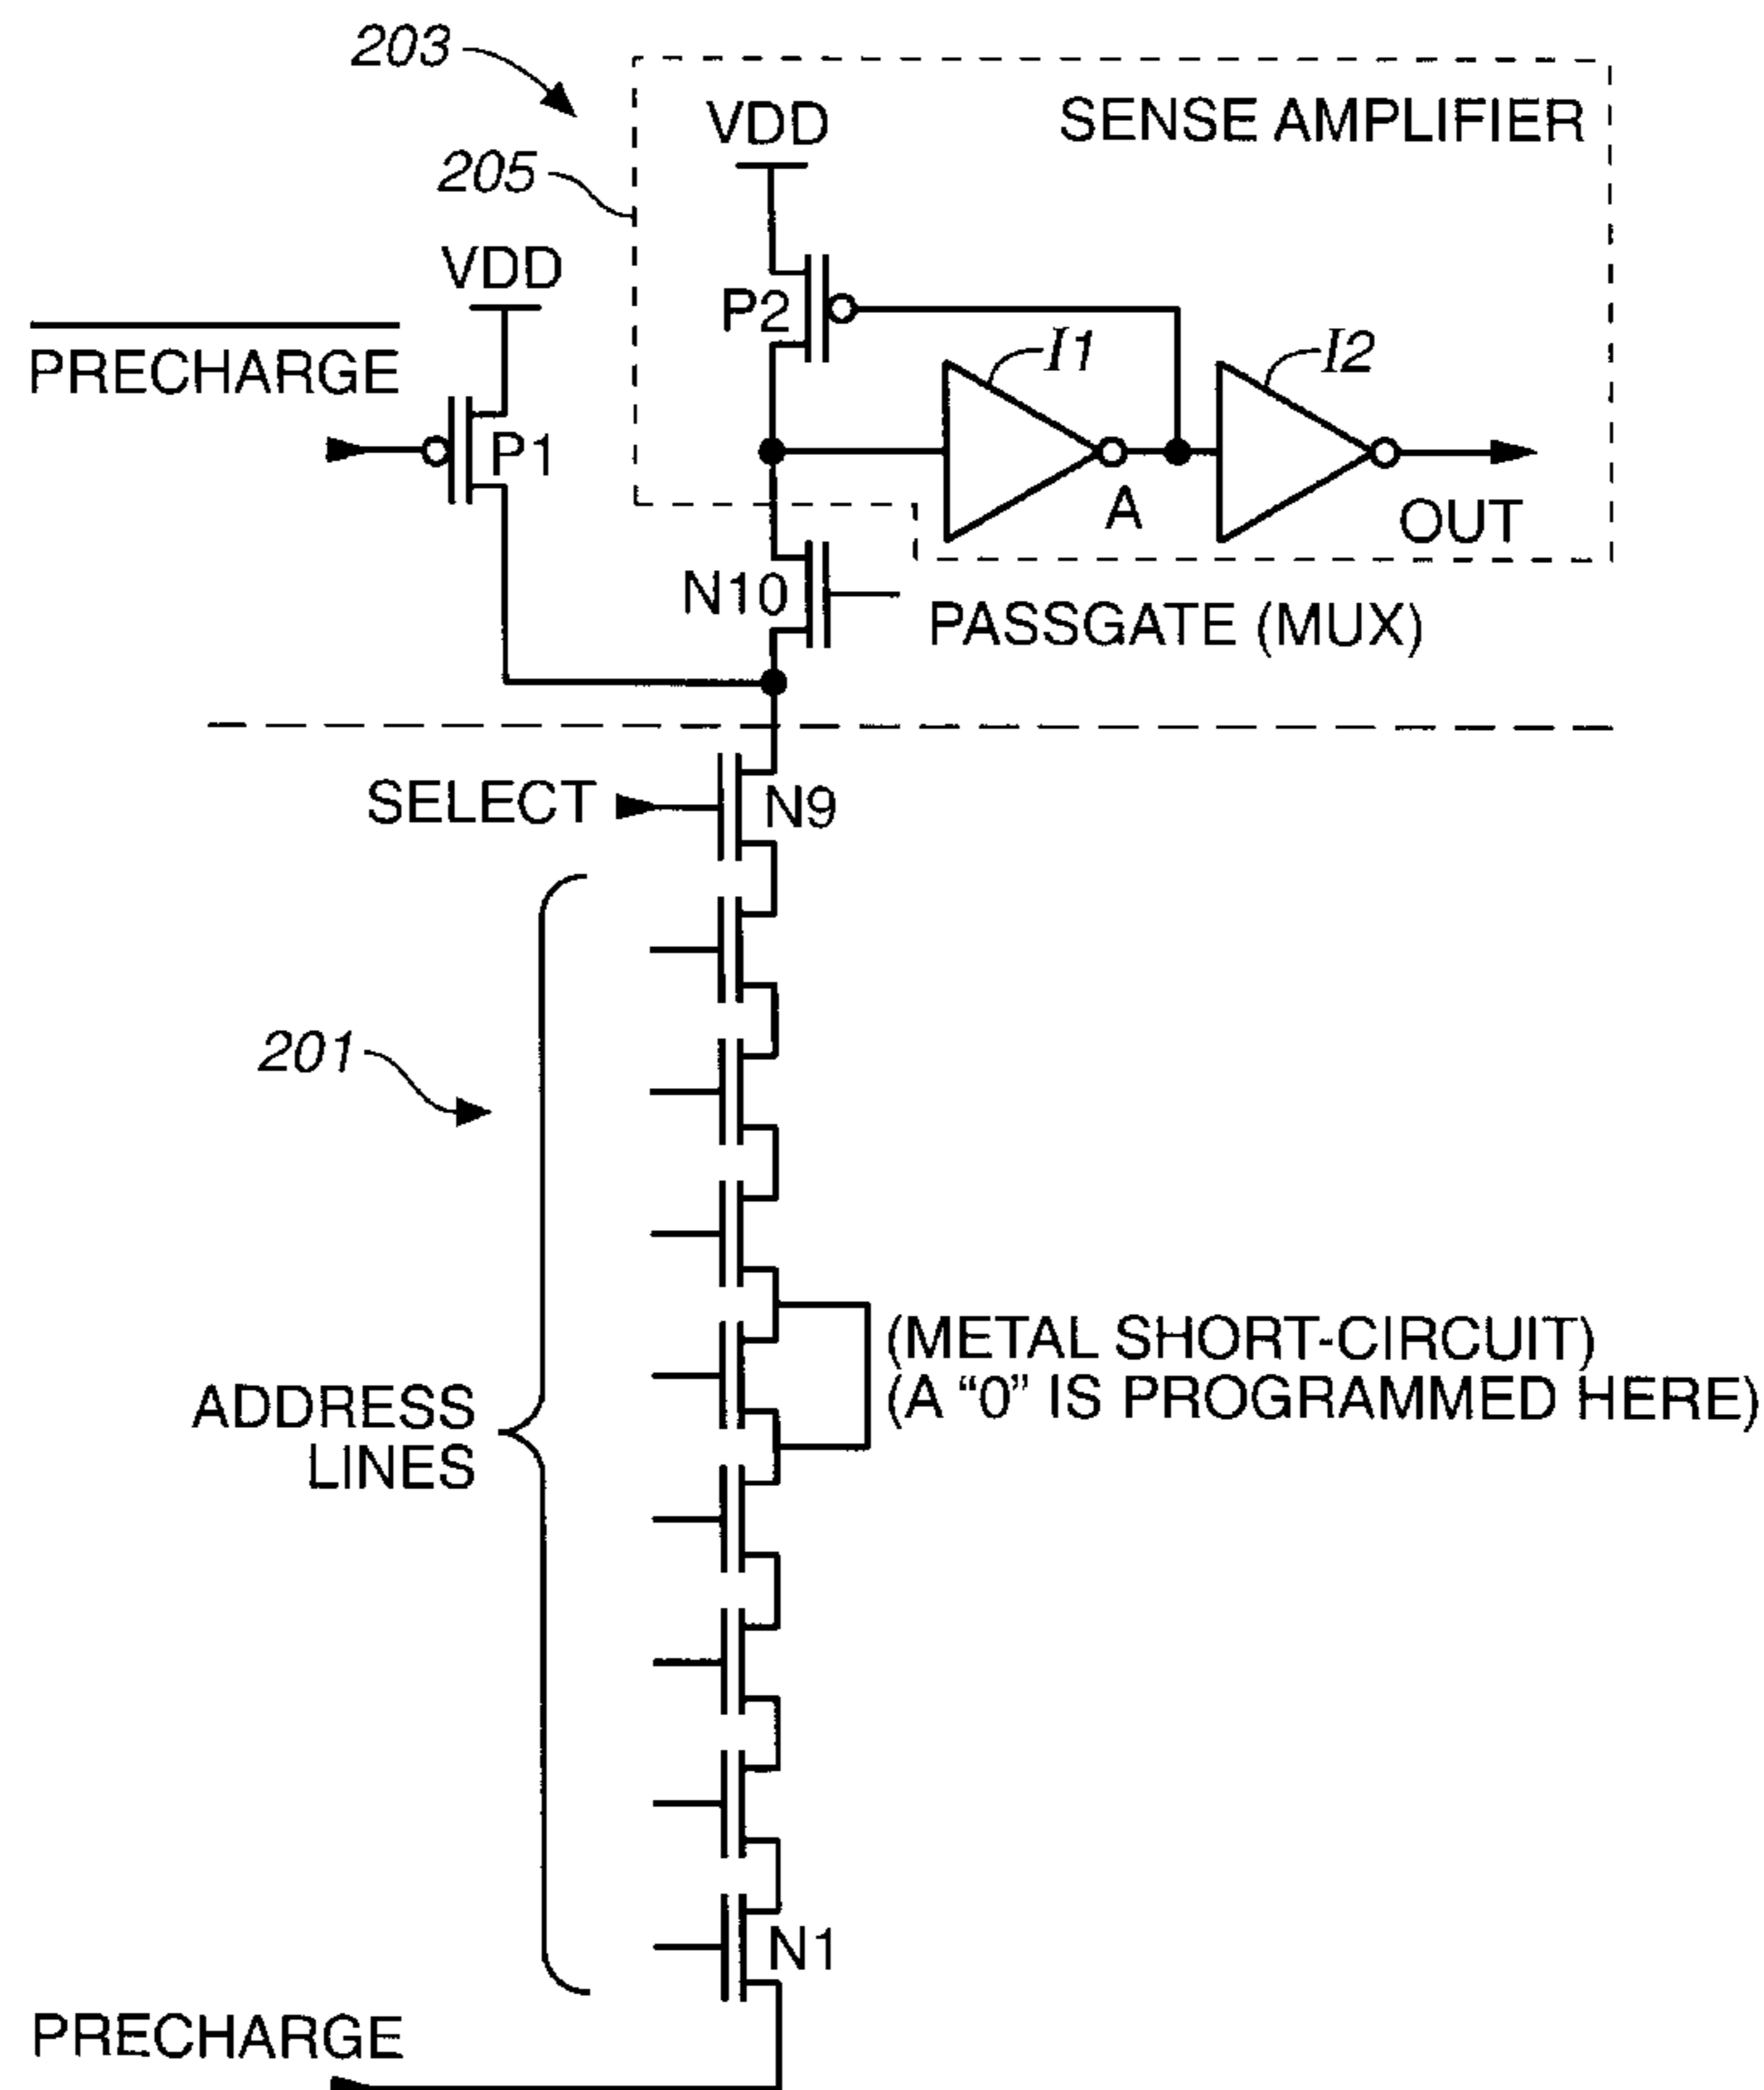 203
SENSE AMPLIFIER
VDD
205
VDD
P2
I1
I2
PRECHARGE
P1
A
OUT
N10
PASSGATE (MUX)
SELECT
N9
201
(METAL SHORT-CIRCUIT)
(A “0” IS PROGRAMMED HERE)
ADDRESS
LINES
N1
PRECHARGE